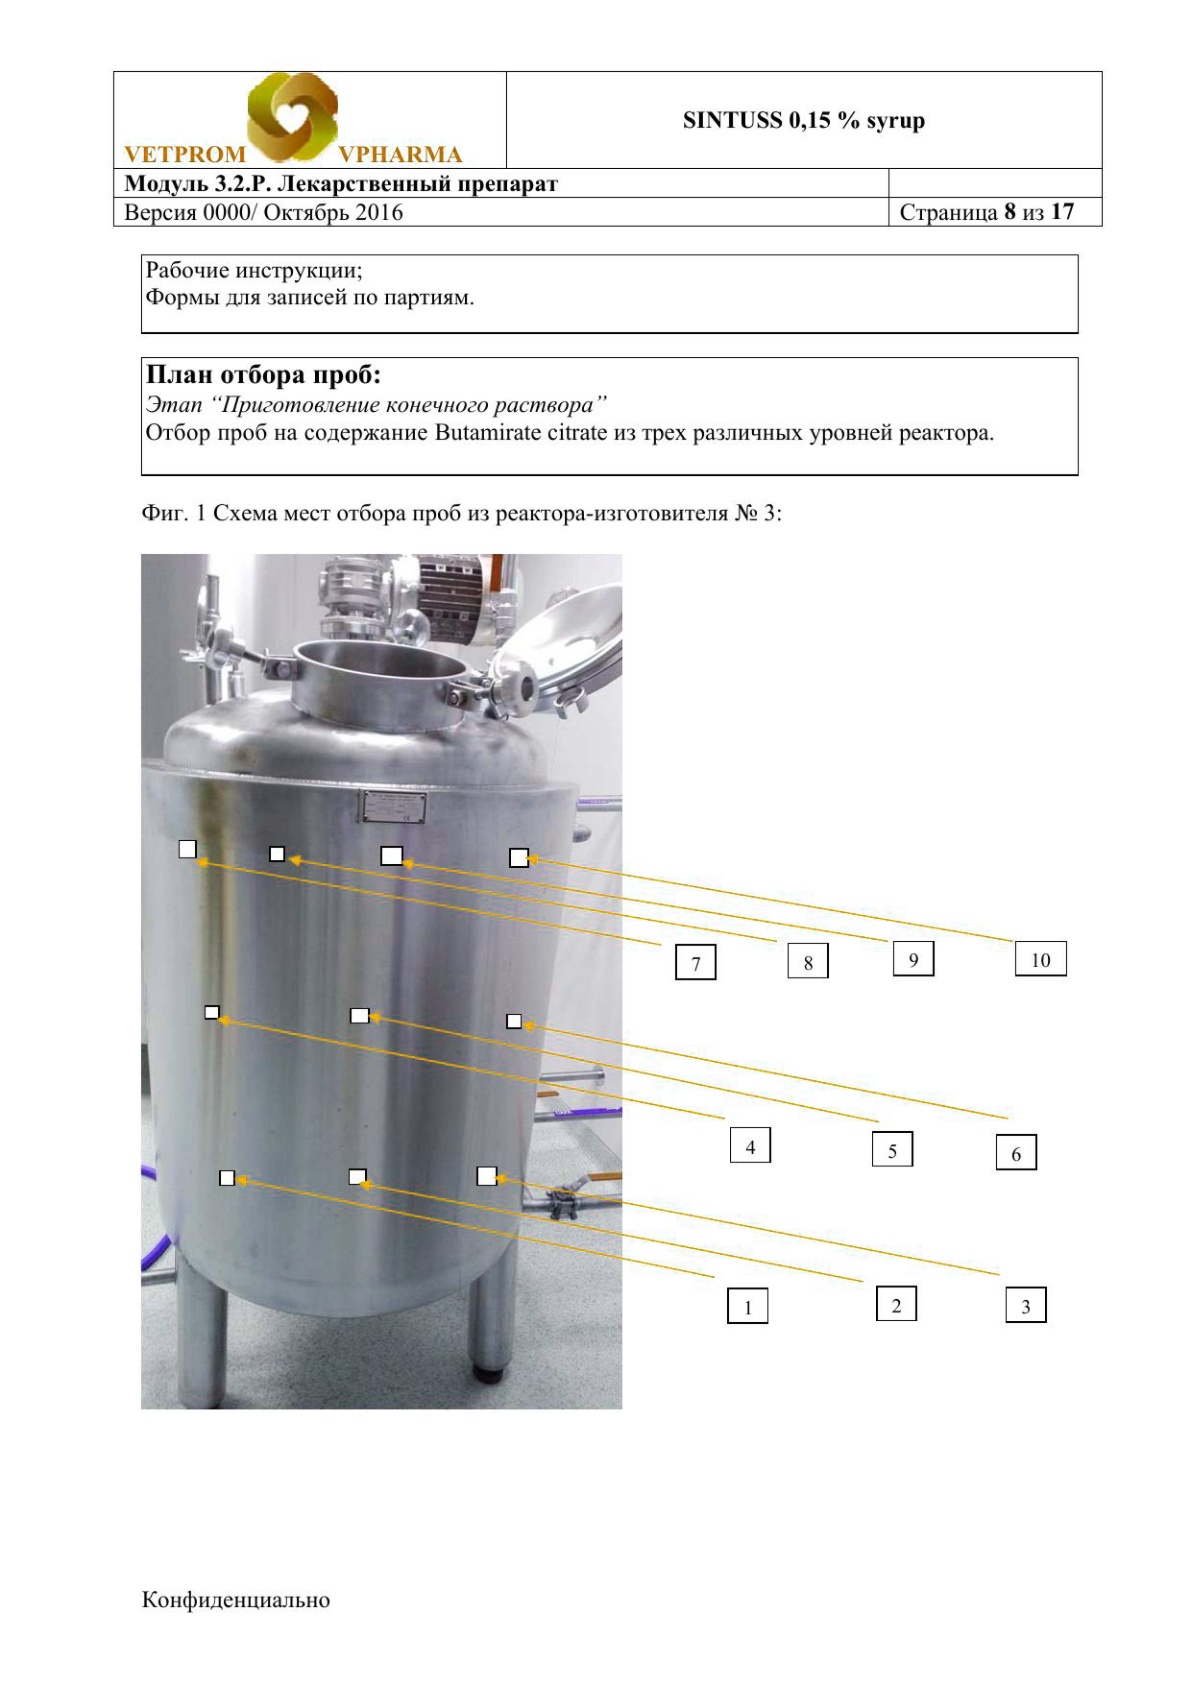 VETPROM VPHARMA
SINTUSS 0,15 % syrup
Модуль 3.2.Р. Лекарственный препарат
Версия 0000/ Октябрь 2016
Страница 8 из 17
Рабочие инструкции;
Формы для записей по партиям.
План отбора проб:
Этап “Приготовление конечного раствора”
Отбор проб на содержание Butamirate citrate из трех различных уровней реактора.
Фиг. 1 Схема мест отбора проб из реактора-изготовителя № 3:
7
8
9
10
4
5
6
1
2
3
Конфиденциально